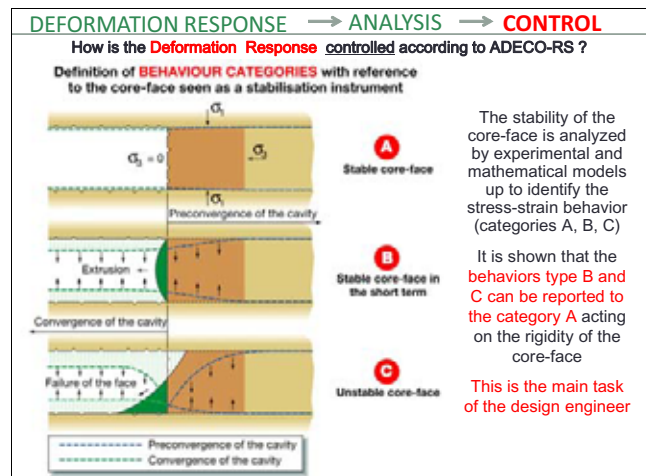 DEFORMATION RESPONSE → ANALYSIS → CONTROL
How is the Deformation Response controlled according to ADECO-RS ?
Definition of BEHAVIOUR CATEGORIES with reference
to the core-face seen as a stabilisation instrument
σ1
σ3 = 0
σ3
σ1
A
Stable core-face
Preconvergence of the cavity
Extrusion
B
Stable core-face in
the short term
Convergence of the cavity
Failure of the face
C
Unstable core-face
Preconvergence of the cavity
Convergence of the cavity
The stability of the
core-face is analyzed
by experimental and
mathematical models
up to identify the
stress-strain behavior
(categories A, B, C)
It is shown that the
behaviors type B and
C can be reported to
the category A acting
on the rigidity of the
core-face
This is the main task
of the design engineer